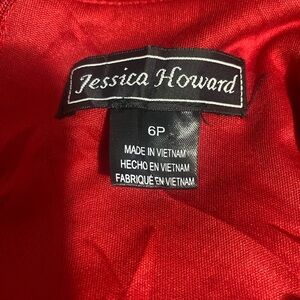 Jessica Howard
6P
MADE IN VIETNAM
HECHO EN VIETNAM
FABRIQUÉ EN VIETNAM